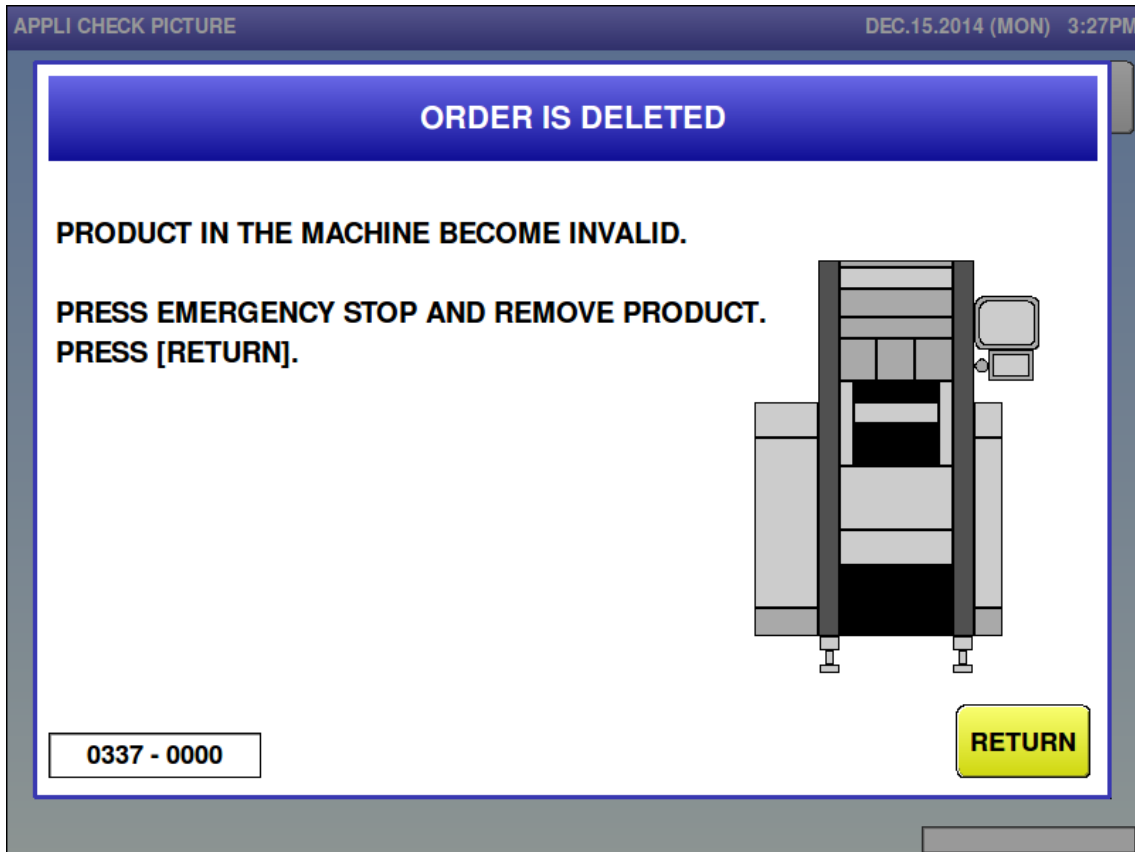 APPLI CHECK PICTURE DEC.15.2014 (MON) 3:27PM
ORDER IS DELETED
PRODUCT IN THE MACHINE BECOME INVALID.
PRESS EMERGENCY STOP AND REMOVE PRODUCT.
PRESS [RETURN].
0337 - 0000
RETURN